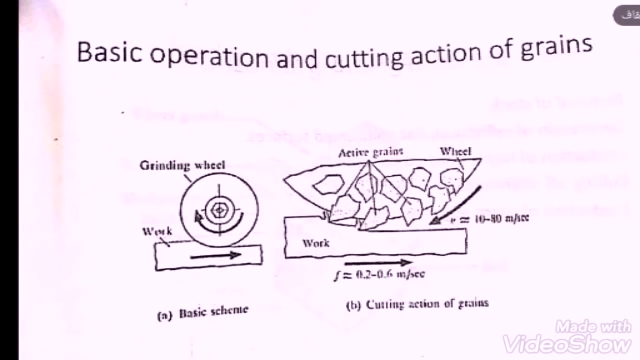 Basic operation and cutting action of grains
Grinding wheel
Work
(a) Basic scheme
Active grains
Wheel
v ≈ 10–80 m/sec
Work
f ≈ 0.2–0.6 m/sec
(b) Cutting action of grains
Made with
VideoShow